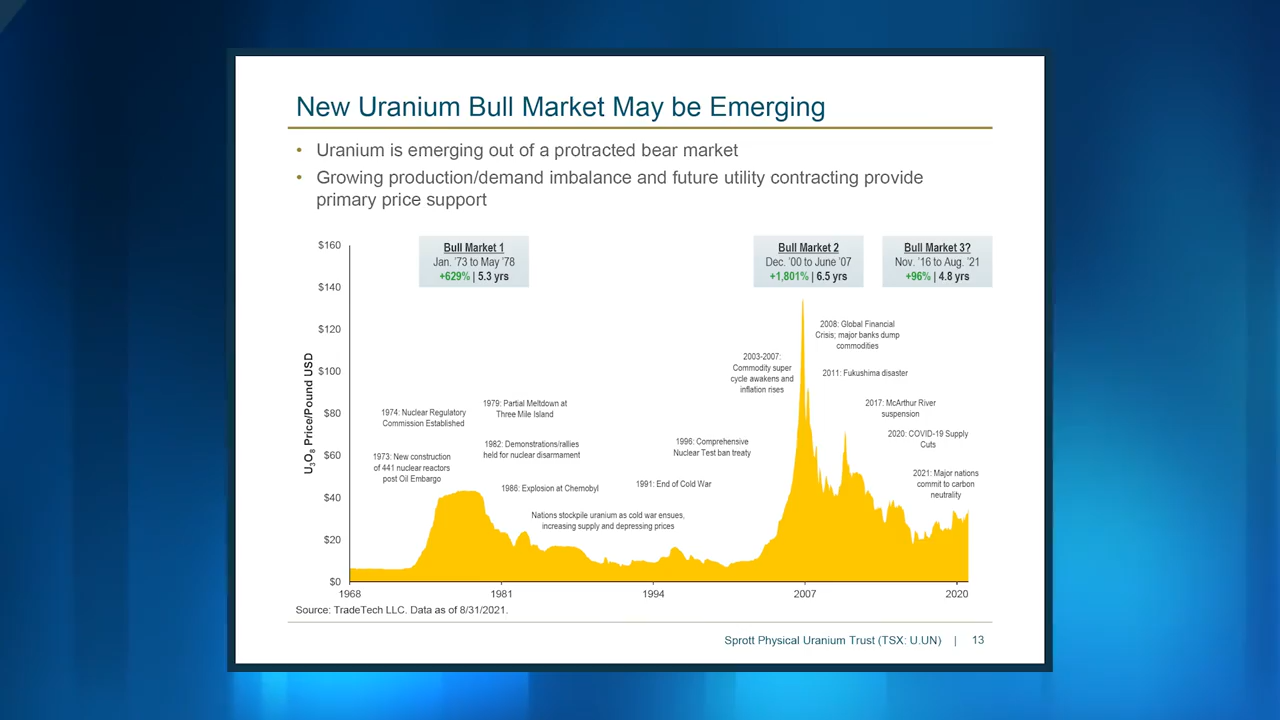 New Uranium Bull Market May be Emerging
• Uranium is emerging out of a protracted bear market
• Growing production/demand imbalance and future utility contracting provide
primary price support
$160
$140
$120
$100
$80
$60
$40
$20
$0
U3O8 Price/Pound USD
Bull Market 1
Jan. '73 to May '78
+629% | 5.3 yrs
Bull Market 2
Dec. '00 to June '07
+1,801% | 6.5 yrs
Bull Market 3?
Nov. '16 to Aug. '21
+96% | 4.8 yrs
1974: Nuclear Regulatory
Commission Established
1973: New construction
of 441 nuclear reactors
post Oil Embargo
1979: Partial Meltdown at
Three Mile Island
1982: Demonstrations/rallies
held for nuclear disarmament
1986: Explosion at Chernobyl
Nations stockpile uranium as cold war ensues,
increasing supply and depressing prices
1991: End of Cold War
1996: Comprehensive
Nuclear Test ban treaty
2003-2007:
Commodity super
cycle awakens and
inflation rises
2008: Global Financial
Crisis; major banks dump
commodities
2011: Fukushima disaster
2017: McArthur River
suspension
2020: COVID-19 Supply
Cuts
2021: Major nations
commit to carbon
neutrality
1968
1981
1994
2007
2020
Source: TradeTech LLC. Data as of 8/31/2021.
Sprott Physical Uranium Trust (TSX: U.UN) | 13